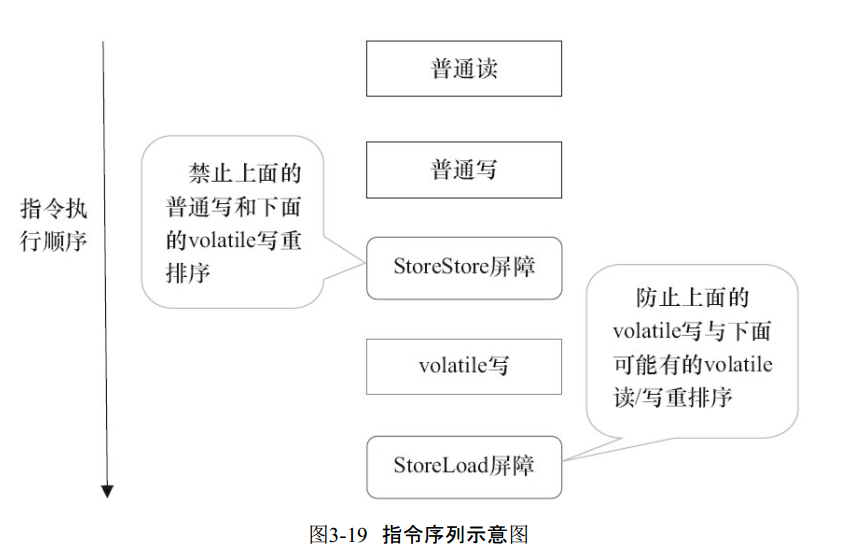 普通读
普通写
禁止上面的
普通写和下面
的volatile写重
排序
指令执
行顺序
StoreStore屏障
防止上面的
volatile写与下面
可能有的volatile
读/写重排序
volatile写
StoreLoad屏障
图3-19 指令序列示意图